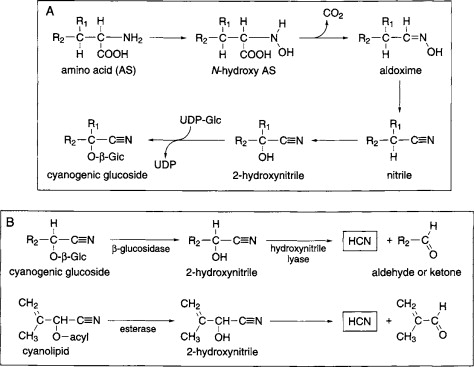 A
R₁ H
R₂–C–C–NH₂
H COOH
amino acid (AS)
R₁ H H
R₂–C–C–N
H COOH OH
N-hydroxy AS
CO₂
R₁ H
R₂–C–C=N
H OH
aldoxime
R₁
R₂–C–C≡N
O-β-Glc
cyanogenic glucoside
UDP-Glc
UDP
R₁
R₂–C–C≡N
OH
2-hydroxynitrile
R₁
R₂–C–C≡N
H
nitrile
B
H
R₂–C–C≡N
O-β-Glc
cyanogenic glucoside
β-glucosidase
H
R₂–C–C≡N
OH
2-hydroxynitrile
hydroxynitrile
lyase
HCN + R₂–C H
O
aldehyde or ketone
CH₂ H
C–C–C≡N
CH₃ O–acyl
cyanolipid
esterase
CH₂ H
C–C–C≡N
CH₃ OH
2-hydroxynitrile
HCN +
CH₂ H
C–C
CH₃ O